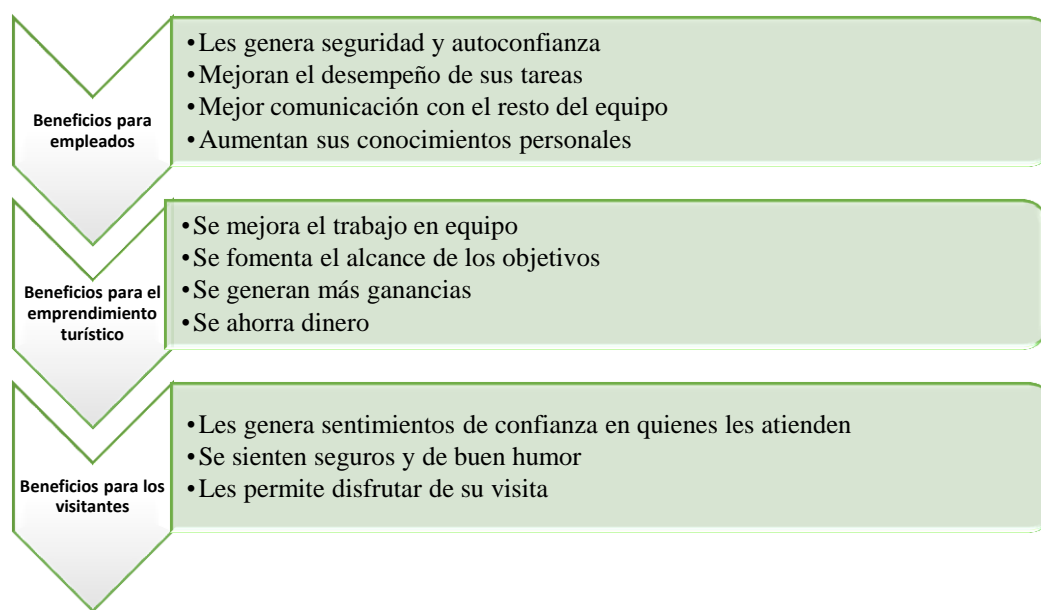 Beneficios para
empleados
•Les genera seguridad y autoconfianza
•Mejoran el desempeño de sus tareas
•Mejor comunicación con el resto del equipo
•Aumentan sus conocimientos personales
Beneficios para el
emprendimiento
turístico
•Se mejora el trabajo en equipo
•Se fomenta el alcance de los objetivos
•Se generan más ganancias
•Se ahorra dinero
Beneficios para los
visitantes
•Les genera sentimientos de confianza en quienes les atienden
•Se sienten seguros y de buen humor
•Les permite disfrutar de su visita